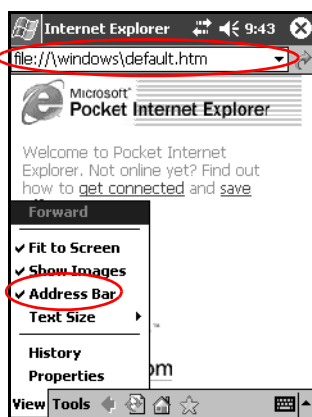 Internet Explorer 9:43
file://\windows\default.htm
Microsoft®
Pocket Internet Explorer
Welcome to Pocket Internet
Explorer. Not online yet? Find out
how to get connected and save
Forward
Fit to Screen
Show Images
Address Bar
Text Size
History
Properties
om
View Tools